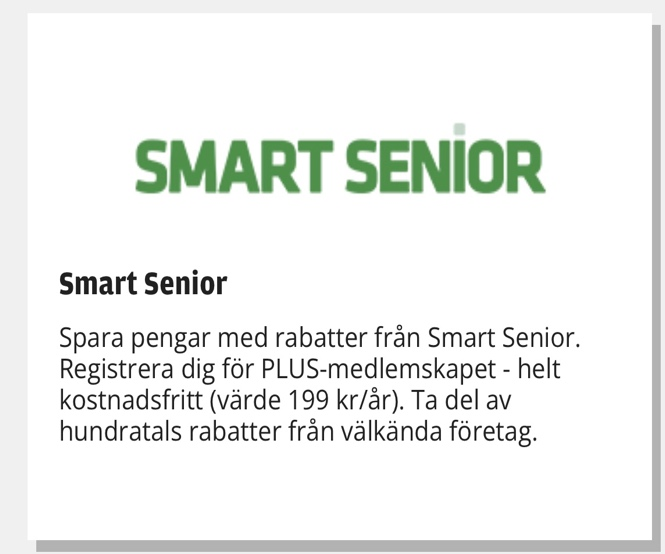 SMART SENIOR
Smart Senior
Spara pengar med rabatter från Smart Senior.
Registrera dig för PLUS-medlemskapet - helt
kostnadsfritt (värde 199 kr/år). Ta del av
hundratals rabatter från välkända företag.